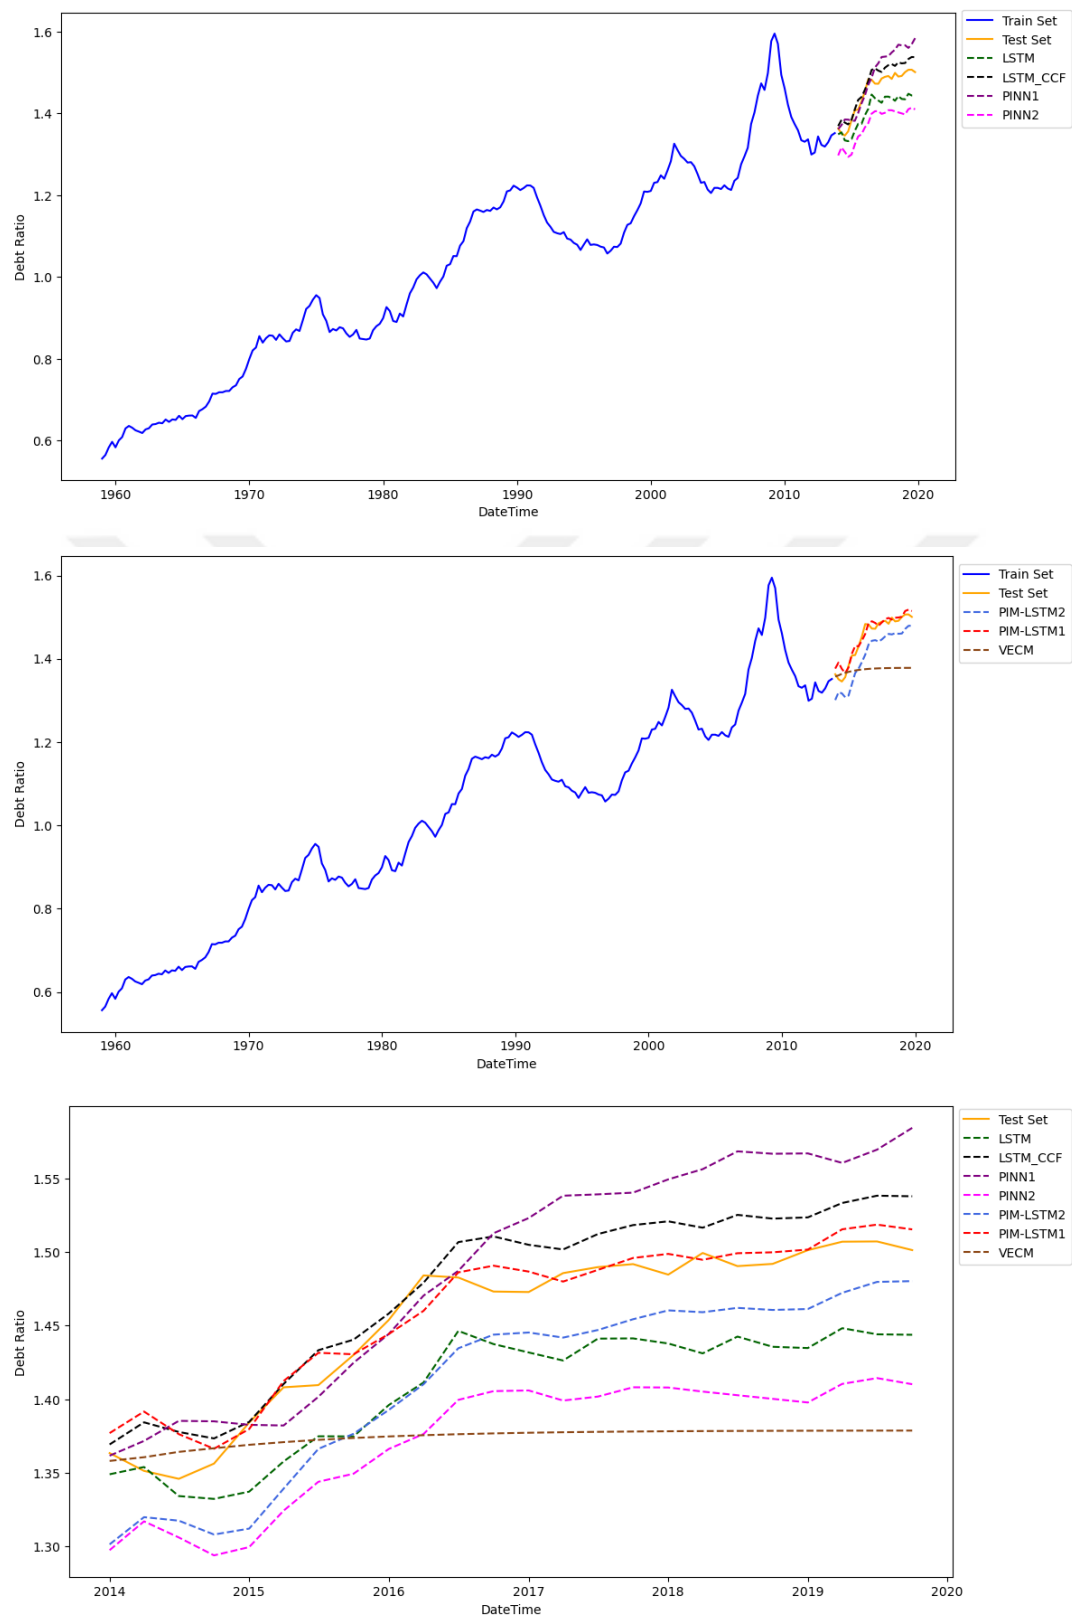 Train Set
Test Set
LSTM
LSTM_CCF
PINN1
PINN2
1.6
1.4
1.2
1.0
0.8
0.6
Debt Ratio
1960 1970 1980 1990 2000 2010 2020
DateTime
Train Set
Test Set
PIM-LSTM2
PIM-LSTM1
VECM
1.6
1.4
1.2
1.0
0.8
0.6
Debt Ratio
1960 1970 1980 1990 2000 2010 2020
DateTime
Test Set
LSTM
LSTM_CCF
PINN1
PINN2
PIM-LSTM2
PIM-LSTM1
VECM
1.55
1.50
1.45
1.40
1.35
1.30
Debt Ratio
2014 2015 2016 2017 2018 2019 2020
DateTime